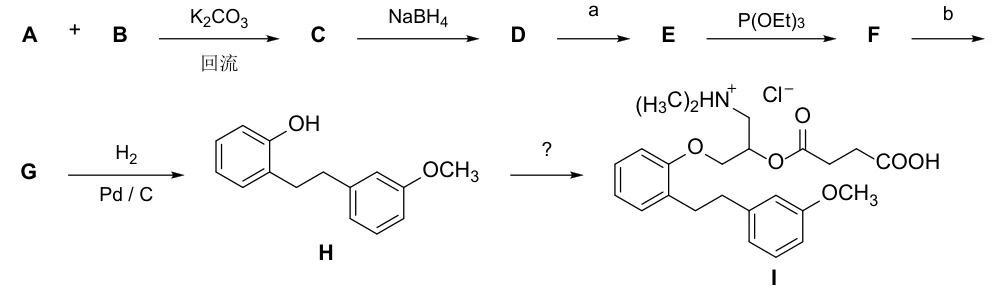 A + B K2CO3 回流 C NaBH4 D a E P(OEt)3 F b
G H2 Pd / C OH OCH3 H ? (H3C)2HN+ Cl− O O O COOH OCH3 I